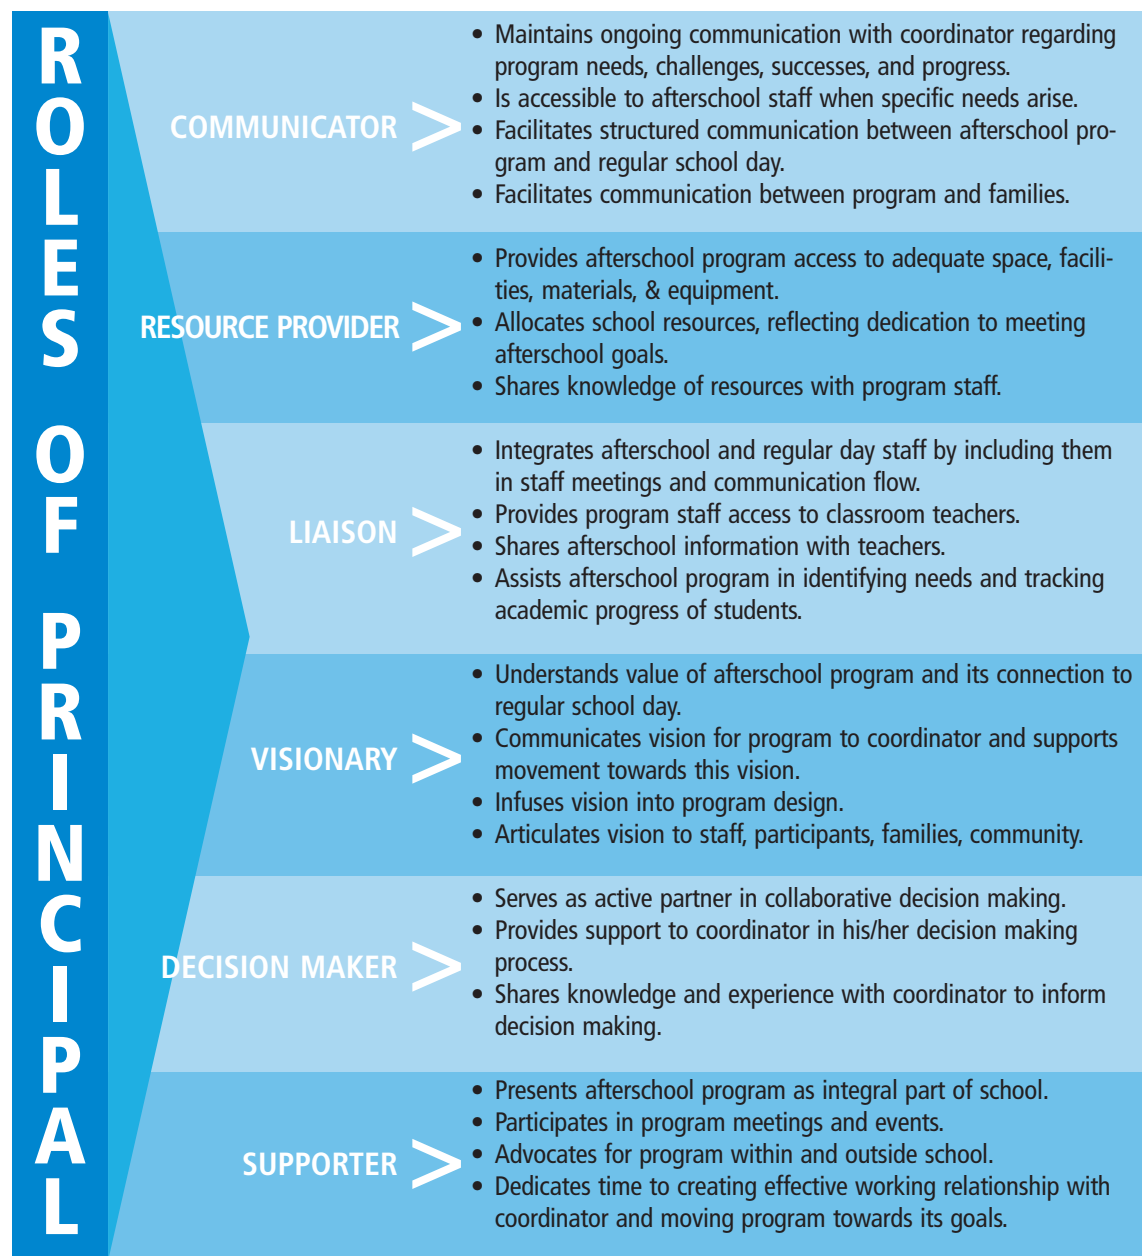 ROLES OF PRINCIPAL
COMMUNICATOR >
• Maintains ongoing communication with coordinator regarding
program needs, challenges, successes, and progress.
• Is accessible to afterschool staff when specific needs arise.
• Facilitates structured communication between afterschool pro-
gram and regular school day.
• Facilitates communication between program and families.
RESOURCE PROVIDER >
• Provides afterschool program access to adequate space, facili-
ties, materials, & equipment.
• Allocates school resources, reflecting dedication to meeting
afterschool goals.
• Shares knowledge of resources with program staff.
LIAISON >
• Integrates afterschool and regular day staff by including them
in staff meetings and communication flow.
• Provides program staff access to classroom teachers.
• Shares afterschool information with teachers.
• Assists afterschool program in identifying needs and tracking
academic progress of students.
VISIONARY >
• Understands value of afterschool program and its connection to
regular school day.
• Communicates vision for program to coordinator and supports
movement towards this vision.
• Infuses vision into program design.
• Articulates vision to staff, participants, families, community.
DECISION MAKER >
• Serves as active partner in collaborative decision making.
• Provides support to coordinator in his/her decision making
process.
• Shares knowledge and experience with coordinator to inform
decision making.
SUPPORTER >
• Presents afterschool program as integral part of school.
• Participates in program meetings and events.
• Advocates for program within and outside school.
• Dedicates time to creating effective working relationship with
coordinator and moving program towards its goals.